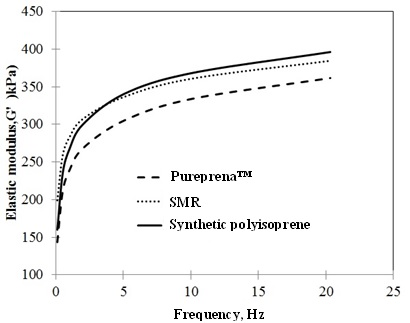 450
400
350
300
250
200
150
100
Elastic modulus,G' )kPa)
Pureprena™
SMR
Synthetic polyisoprene
0 5 10 15 20 25
Frequency, Hz